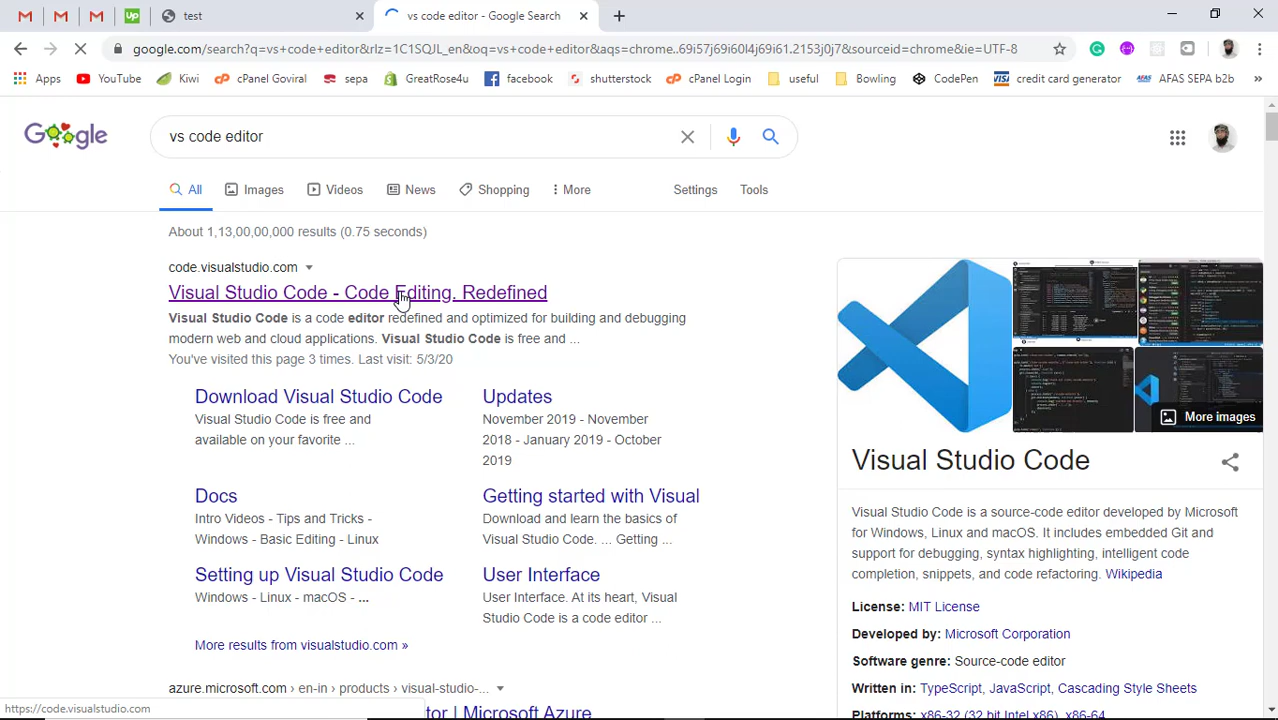 test
vs code editor - Google Search
google.com/search?q=vs+code+editor&rlz=1C1SQJL_en&oq=vs+code+editor&aqs=chrome..69i57j69i60l4j69i61.2153j0j7&sourceid=chrome&ie=UTF-8
Apps YouTube Kiwi cPanel Goviral sepa GreatRos4u facebook shutterstock cPanel Login useful Bowling CodePen VISI credit card generator AFAS AFAS SEPA b2b »
Google
vs code editor
All Images Videos News Shopping More Settings Tools
About 1,13,00,00,000 results (0.75 seconds)
code.visualstudio.com
Visual Studio Code - Code Editing. Redefined
Visual Studio Code is a code editor redefined and optimized for building and debugging
modern web and cloud applications. Visual Studio Code is free and ...
You've visited this page 3 times. Last visit: 9/3/20
Download Visual Studio Code
Visual Studio Code is free and
available on your favorite ...
Updates
November 2019 - November
2018 - January 2019 - October
2019
Docs
Intro Videos - Tips and Tricks -
Windows - Basic Editing - Linux
Getting started with Visual
Download and learn the basics of
Visual Studio Code. ... Getting ...
Setting up Visual Studio Code
Windows - Linux - macOS - ...
User Interface
User Interface. At its heart, Visual
Studio Code is a code editor ...
More results from visualstudio.com »
azure.microsoft.com › en-in › products › visual-studio-...
tor | Microsoft Azure
https://code.visualstudio.com
More images
Visual Studio Code
Visual Studio Code is a source-code editor developed by Microsoft
for Windows, Linux and macOS. It includes embedded Git and
support for debugging, syntax highlighting, intelligent code
completion, snippets, and code refactoring. Wikipedia
License: MIT License
Developed by: Microsoft Corporation
Software genre: Source-code editor
Written in: TypeScript, JavaScript, Cascading Style Sheets
Platforms: x86-32 (32 bit Intel x86), x86-64